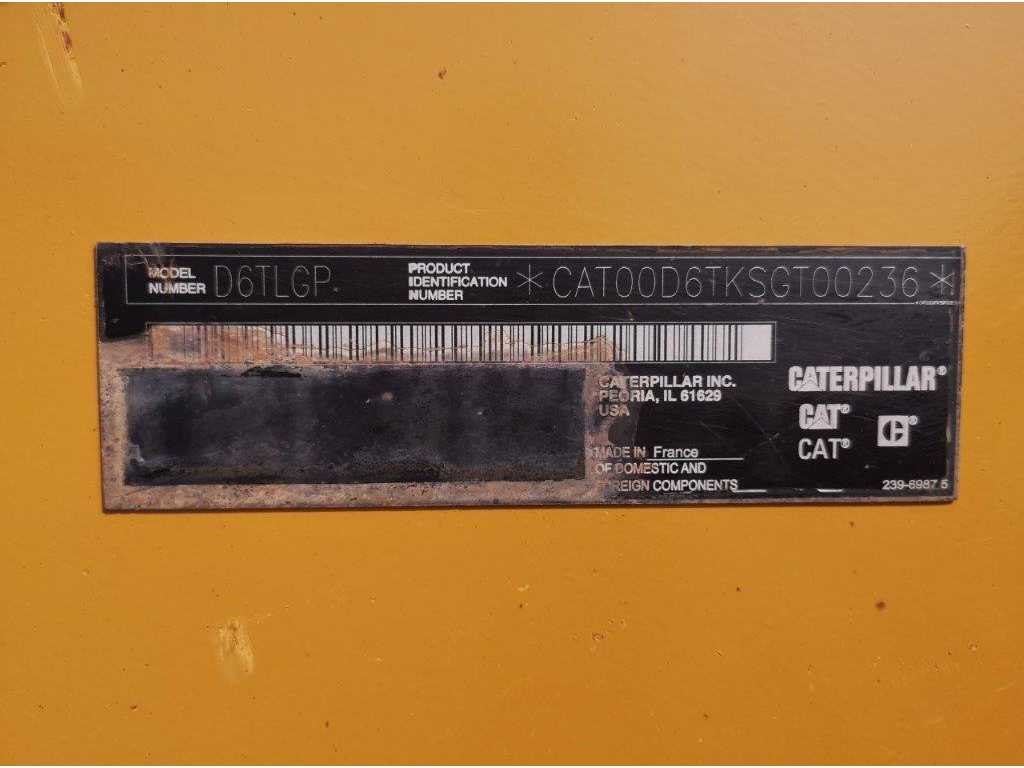 MODEL NUMBER D6TLGP PRODUCT IDENTIFICATION NUMBER *CAT00D6TKSGT00236*
CATERPILLAR INC.
PEORIA, IL 61629
USA
MADE IN France
OF DOMESTIC AND
FOREIGN COMPONENTS
CATERPILLAR®
CAT®
CAT®
C®
239-6987 5